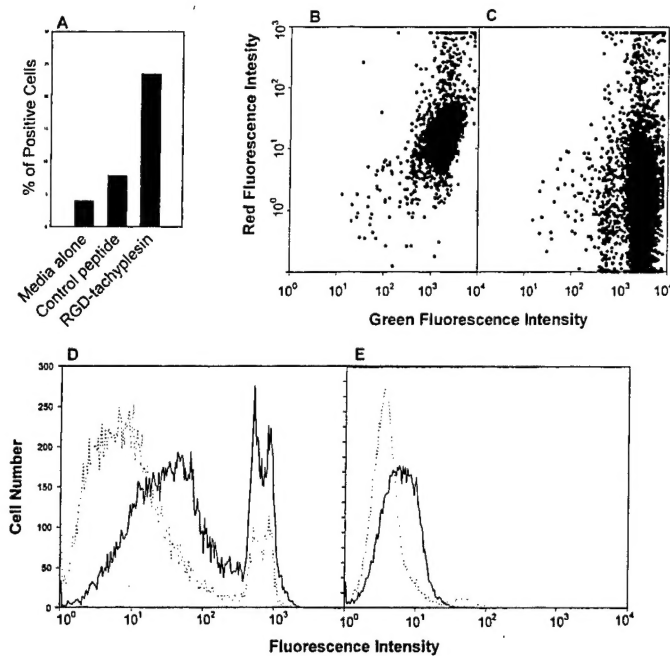 A
% of Positive Cells
Media alone
Control peptide
RGD-tachyplesin
B
C
Red Fluorescence Intesity
10³
10²
10¹
10⁰
10⁰ 10¹ 10² 10³ 10⁴
10¹ 10² 10³ 10⁴
Green Fluorescence Intensity
D
E
Cell Number
300
250
200
150
100
50
0
10⁰ 10¹ 10² 10³
10⁰ 10¹ 10² 10³ 10⁴
Fluorescence Intensity